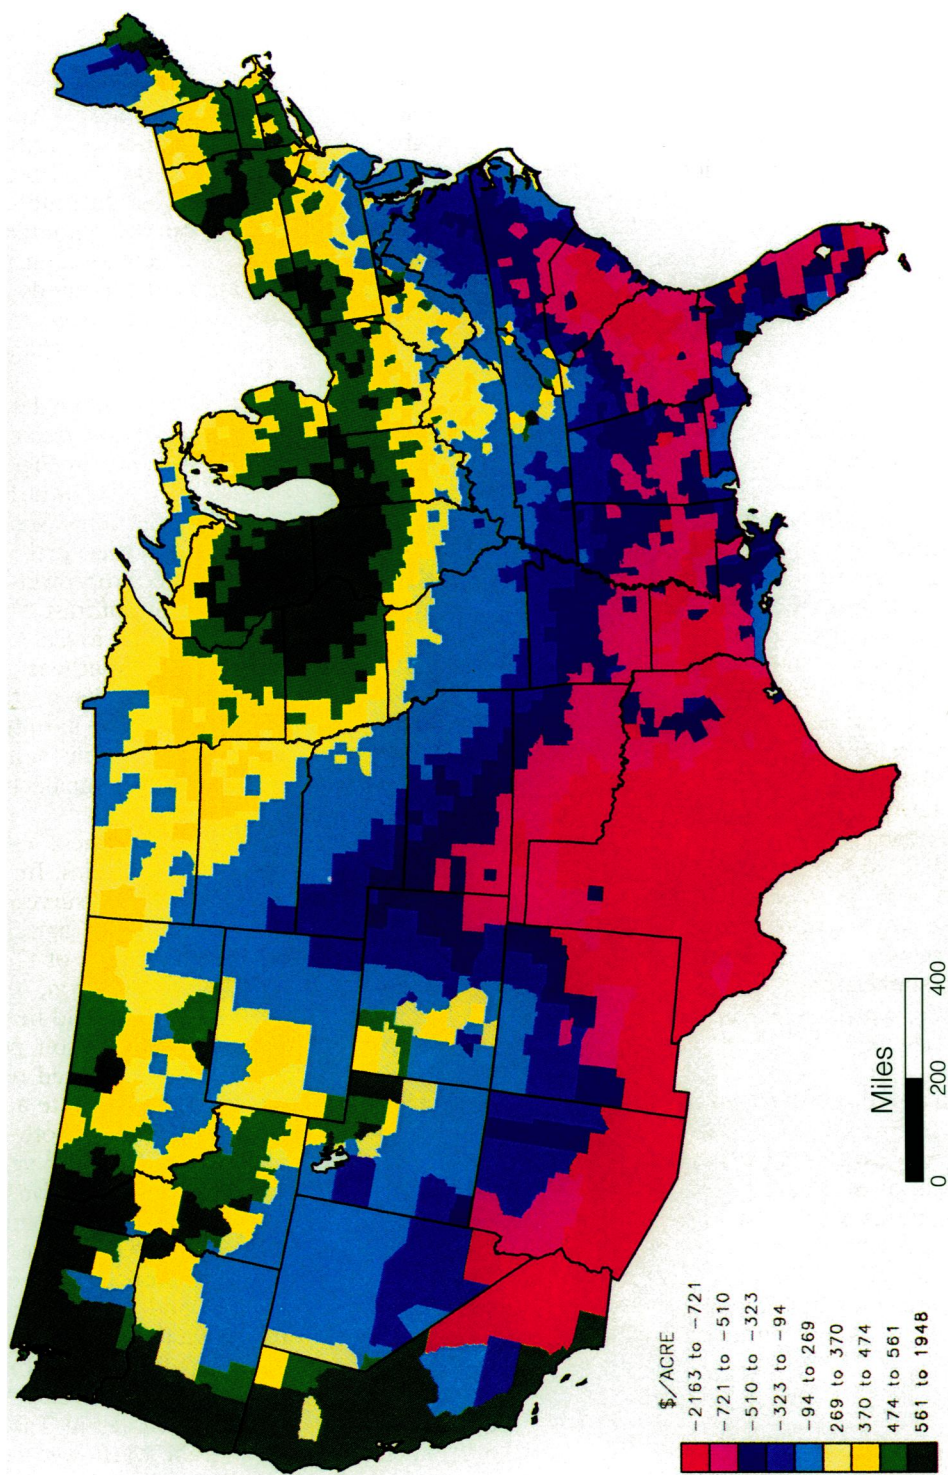 $/ACRE
-2163 to -721
-721 to -510
-510 to -323
-323 to -94
-94 to 269
269 to 370
370 to 474
474 to 561
561 to 1948
Miles
0 200 400